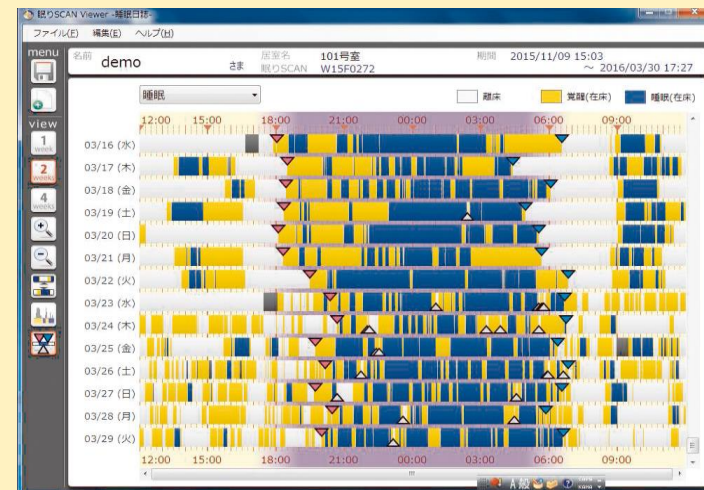 眠りSCAN Viewer -睡眠日誌-
ファイル(F) 編集(E) ヘルプ(H)
menu
名前 demo さま 居室名 101号室 期間 2015/11/09 15:03
眠りSCAN W15F0272 ～ 2016/03/30 17:27
睡眠 離床 覚醒(在床) 睡眠(在床)
view
12:00 15:00 18:00 21:00 00:00 03:00 06:00 09:00
1 week
2 weeks
4 weeks
03/16 (水)
03/17 (木)
03/18 (金)
03/19 (土)
03/20 (日)
03/21 (月)
03/22 (火)
03/23 (水)
03/24 (木)
03/25 (金)
03/26 (土)
03/27 (日)
03/28 (月)
03/29 (火)
12:00 15:00 18:00 21:00 00:00 03:00 06:00 09:00
A 般